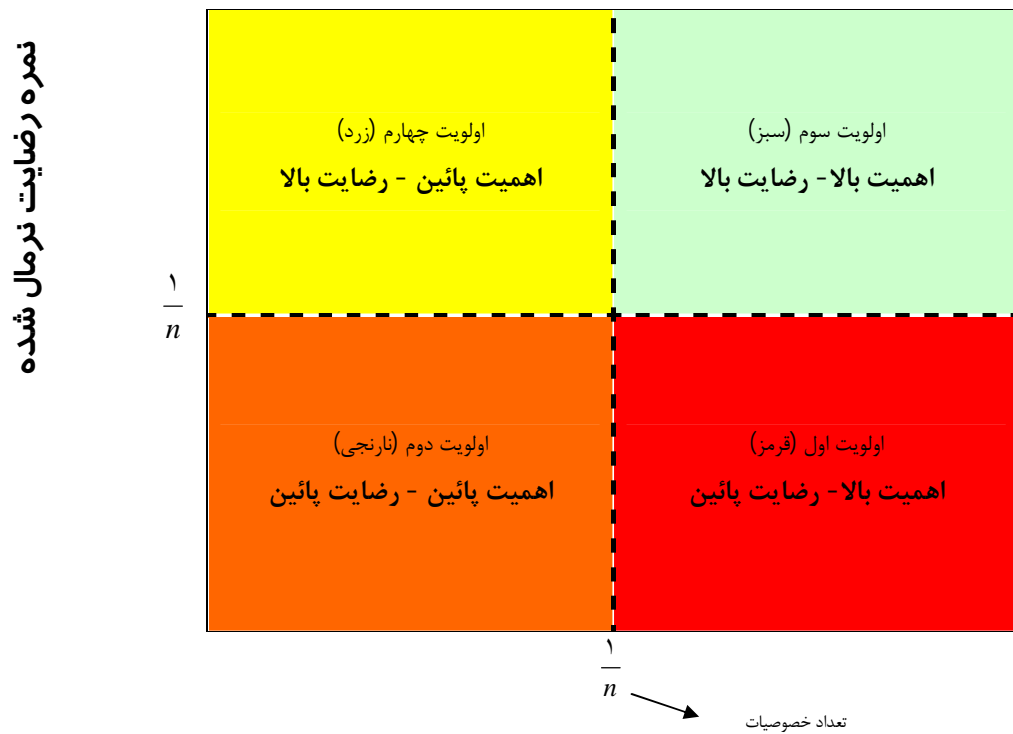 نمره رضایت نرمال شده
اولویت سوم (سبز)
اهمیت بالا- رضایت بالا
اولویت چهارم (زرد)
اهمیت پائین - رضایت بالا
۱
n
اولویت اول (قرمز)
اهمیت بالا- رضایت پائین
اولویت دوم (نارنجی)
اهمیت پائین - رضایت پائین
۱
n
تعداد خصوصیات